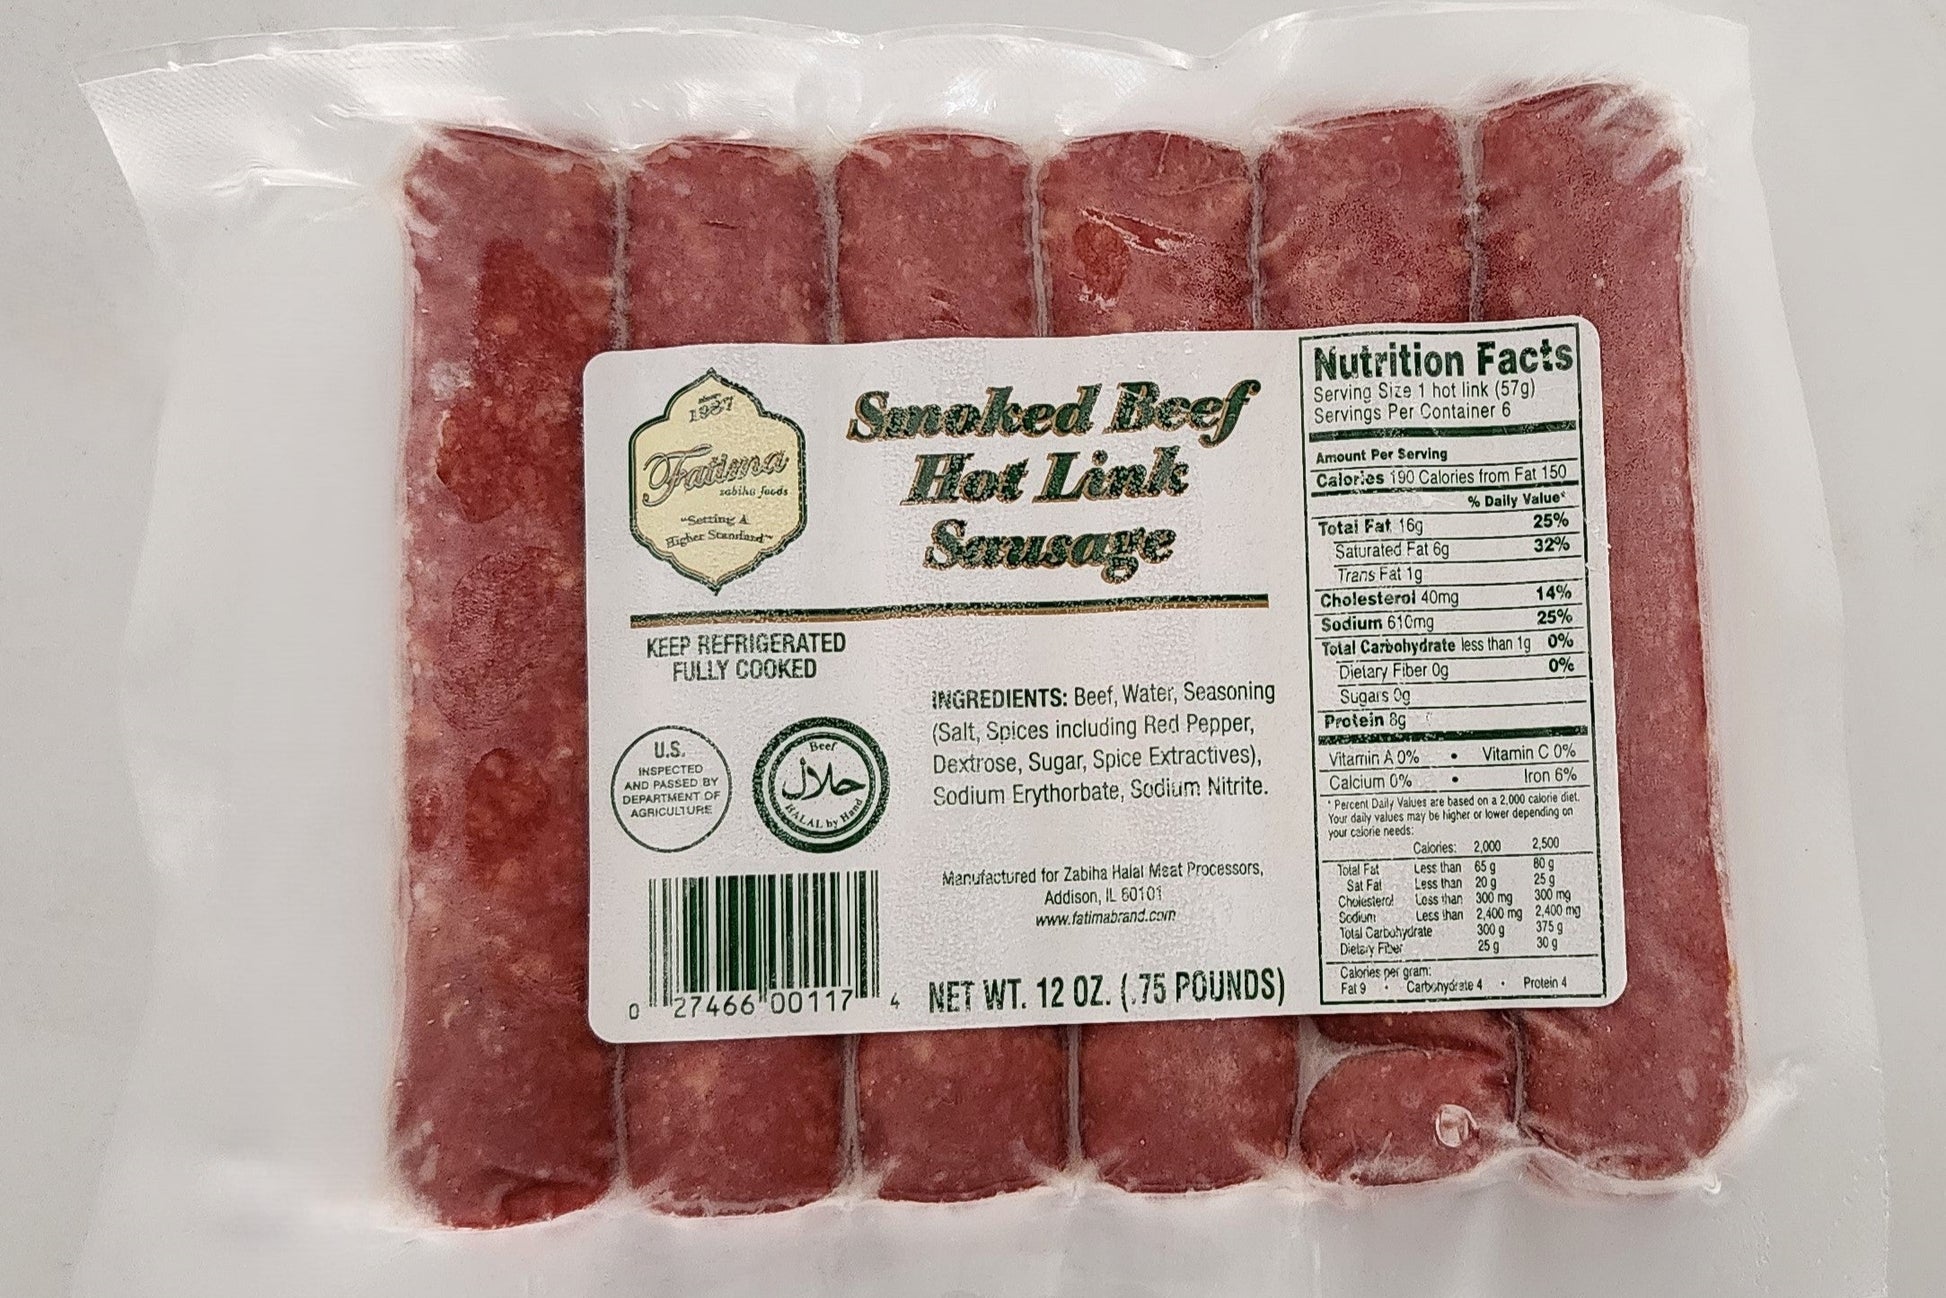 since
1987
Fatima
zabiha foods
"Setting A
Higher Standard"
Smoked Beef
Hot Link
Sausage
KEEP REFRIGERATED
FULLY COOKED
U.S.
INSPECTED
AND PASSED BY
DEPARTMENT OF
AGRICULTURE
Beef
حلال
HALAL by Hand
0 27466 00117 4
INGREDIENTS: Beef, Water, Seasoning
(Salt, Spices including Red Pepper,
Dextrose, Sugar, Spice Extractives),
Sodium Erythorbate, Sodium Nitrite.
Manufactured for Zabiha Halal Meat Processors,
Addison, IL 60101
www.fatimabrand.com
NET WT. 12 OZ. (.75 POUNDS)
Nutrition Facts
Serving Size 1 hot link (57g)
Servings Per Container 6
Amount Per Serving
Calories 190 Calories from Fat 150
% Daily Value*
Total Fat 16g 25%
Saturated Fat 6g 32%
Trans Fat 1g
Cholesterol 40mg 14%
Sodium 610mg 25%
Total Carbohydrate less than 1g 0%
Dietary Fiber 0g 0%
Sugars 0g
Protein 8g
Vitamin A 0% • Vitamin C 0%
Calcium 0% • Iron 6%
* Percent Daily Values are based on a 2,000 calorie diet.
Your daily values may be higher or lower depending on
your calorie needs:
Calories: 2,000 2,500
Total Fat Less than 65 g 80 g
Sat Fat Less than 20 g 25 g
Cholesterol Less than 300 mg 300 mg
Sodium Less than 2,400 mg 2,400 mg
Total Carbohydrate 300 g 375 g
Dietary Fiber 25 g 30 g
Calories per gram:
Fat 9 • Carbohydrate 4 • Protein 4